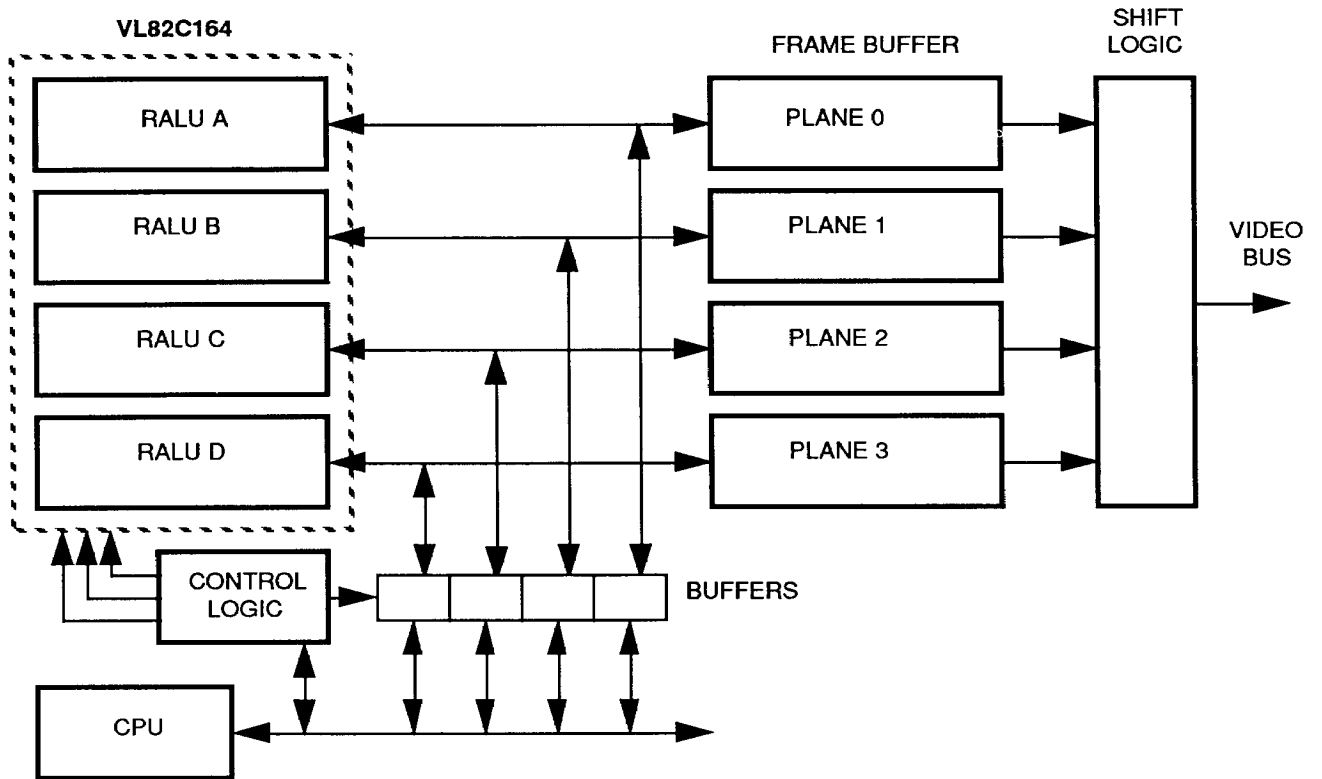 VL82C164
FRAME BUFFER
SHIFT
LOGIC
RALU A
PLANE 0
RALU B
PLANE 1
VIDEO
BUS
RALU C
PLANE 2
RALU D
PLANE 3
CONTROL
LOGIC
BUFFERS
CPU